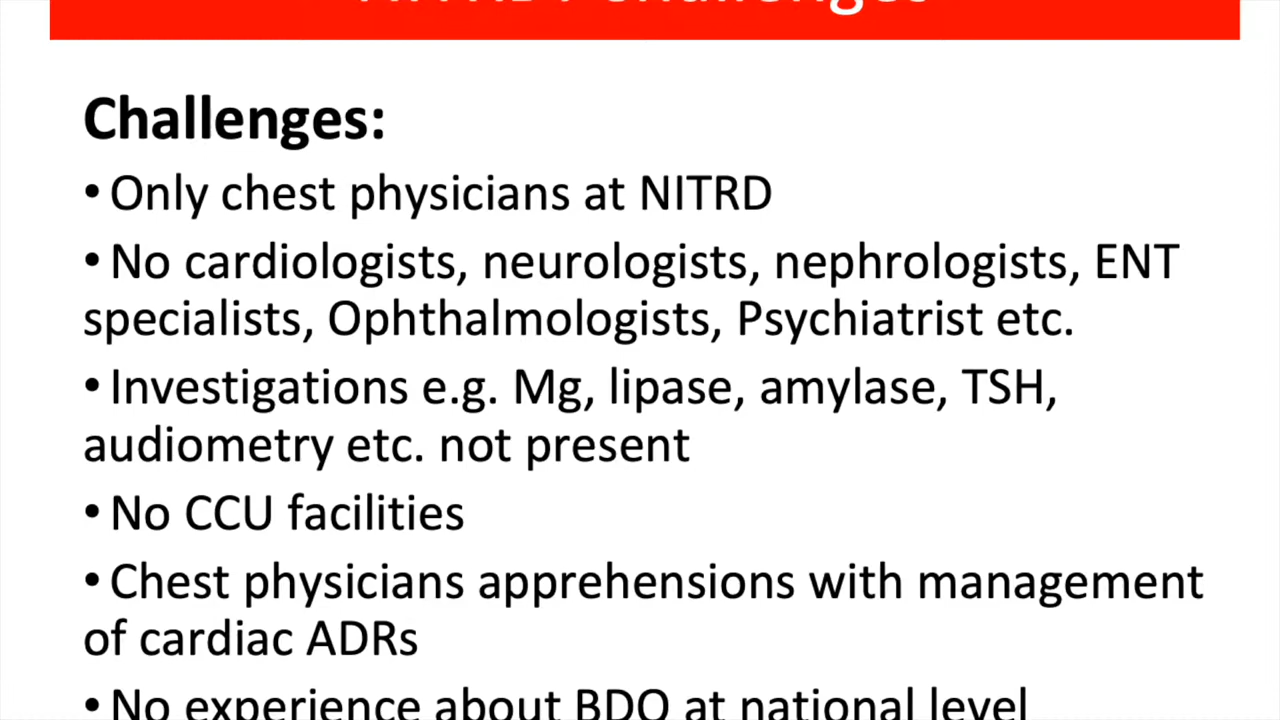 Challenges
Challenges:
• Only chest physicians at NITRD
• No cardiologists, neurologists, nephrologists, ENT
specialists, Ophthalmologists, Psychiatrist etc.
• Investigations e.g. Mg, lipase, amylase, TSH,
audiometry etc. not present
• No CCU facilities
• Chest physicians apprehensions with management
of cardiac ADRs
• No experience about BDQ at national level